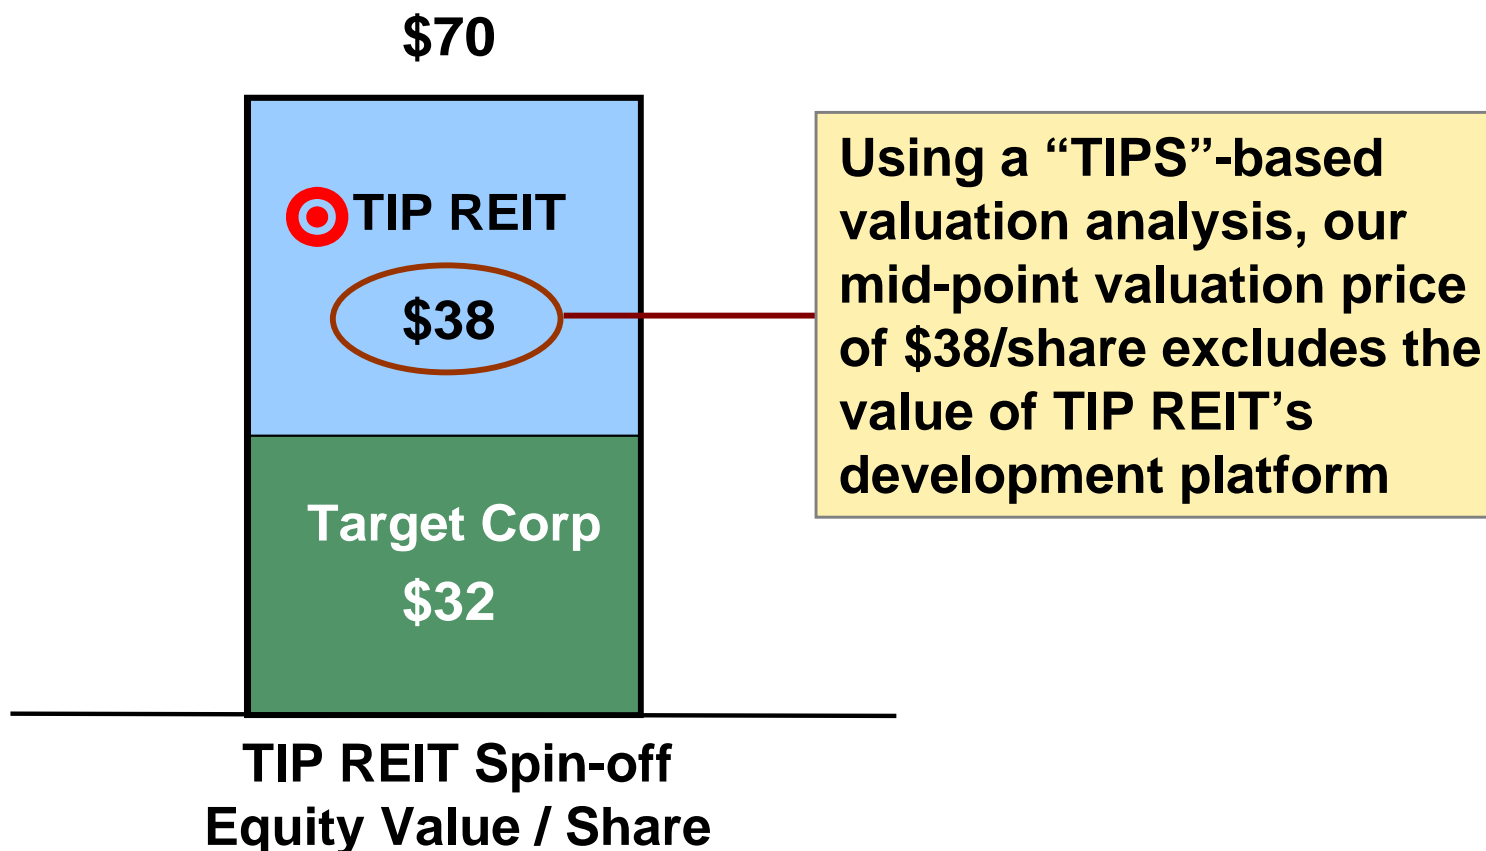 $70
TIP REIT
$38
Target Corp
$32
TIP REIT Spin-off
Equity Value / Share
Using a “TIPS”-based
valuation analysis, our
mid-point valuation price
of $38/share excludes the
value of TIP REIT’s
development platform